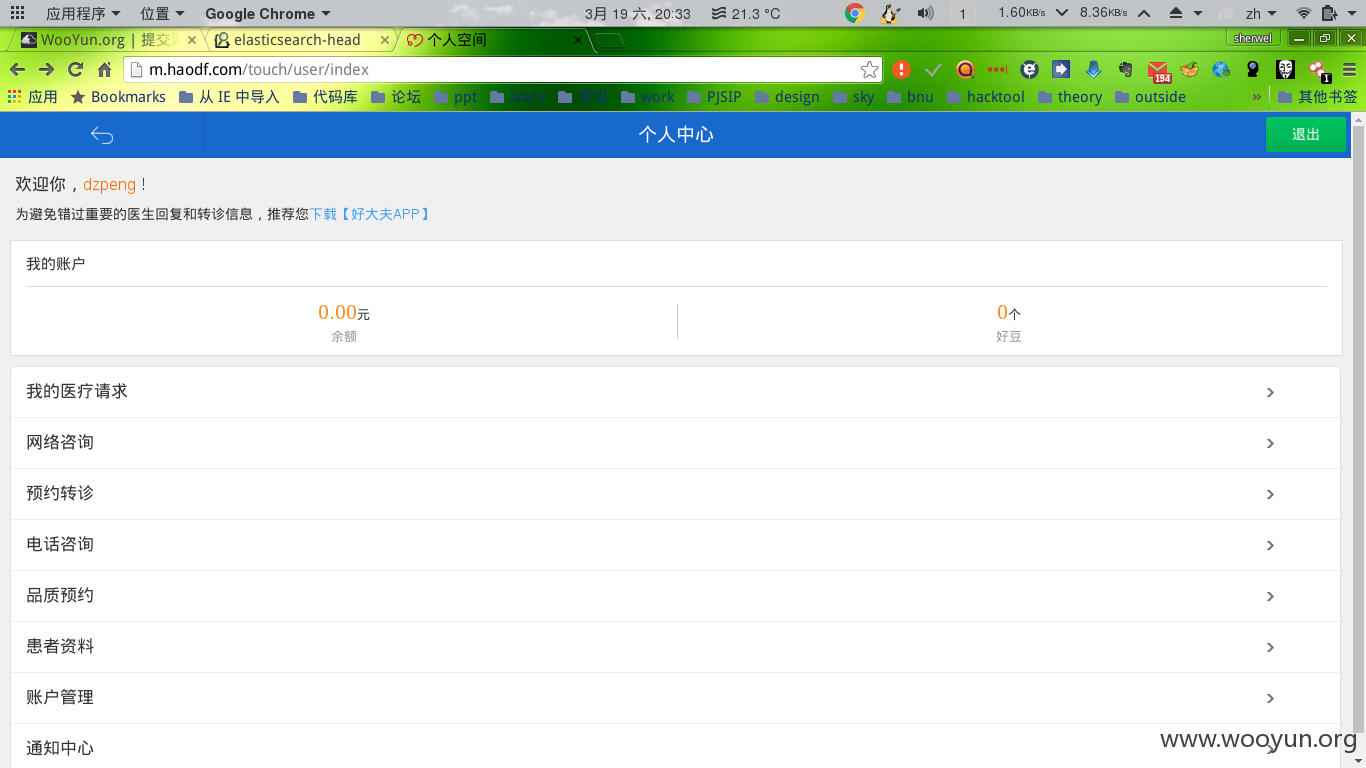 应用程序 位置 Google Chrome 3月 19 六, 20:33 21.3 °C 1 1.60KB/s 8.36KB/s zh
WooYun.org | 提交 elasticsearch-head 个人空间 sherwel
m.haodf.com/touch/user/index 194 1
应用 Bookmarks 从 IE 中导入 代码库 论坛 ppt work PJSIP design sky bnu hacktool theory outside » 其他书签
个人中心 退出
欢迎你，dzpeng！
为避免错过重要的医生回复和转诊信息，推荐您下载【好大夫APP】
我的账户
0.00元 0个
余额 好豆
我的医疗请求
网络咨询
预约转诊
电话咨询
品质预约
患者资料
账户管理
通知中心
www.wooyun.org